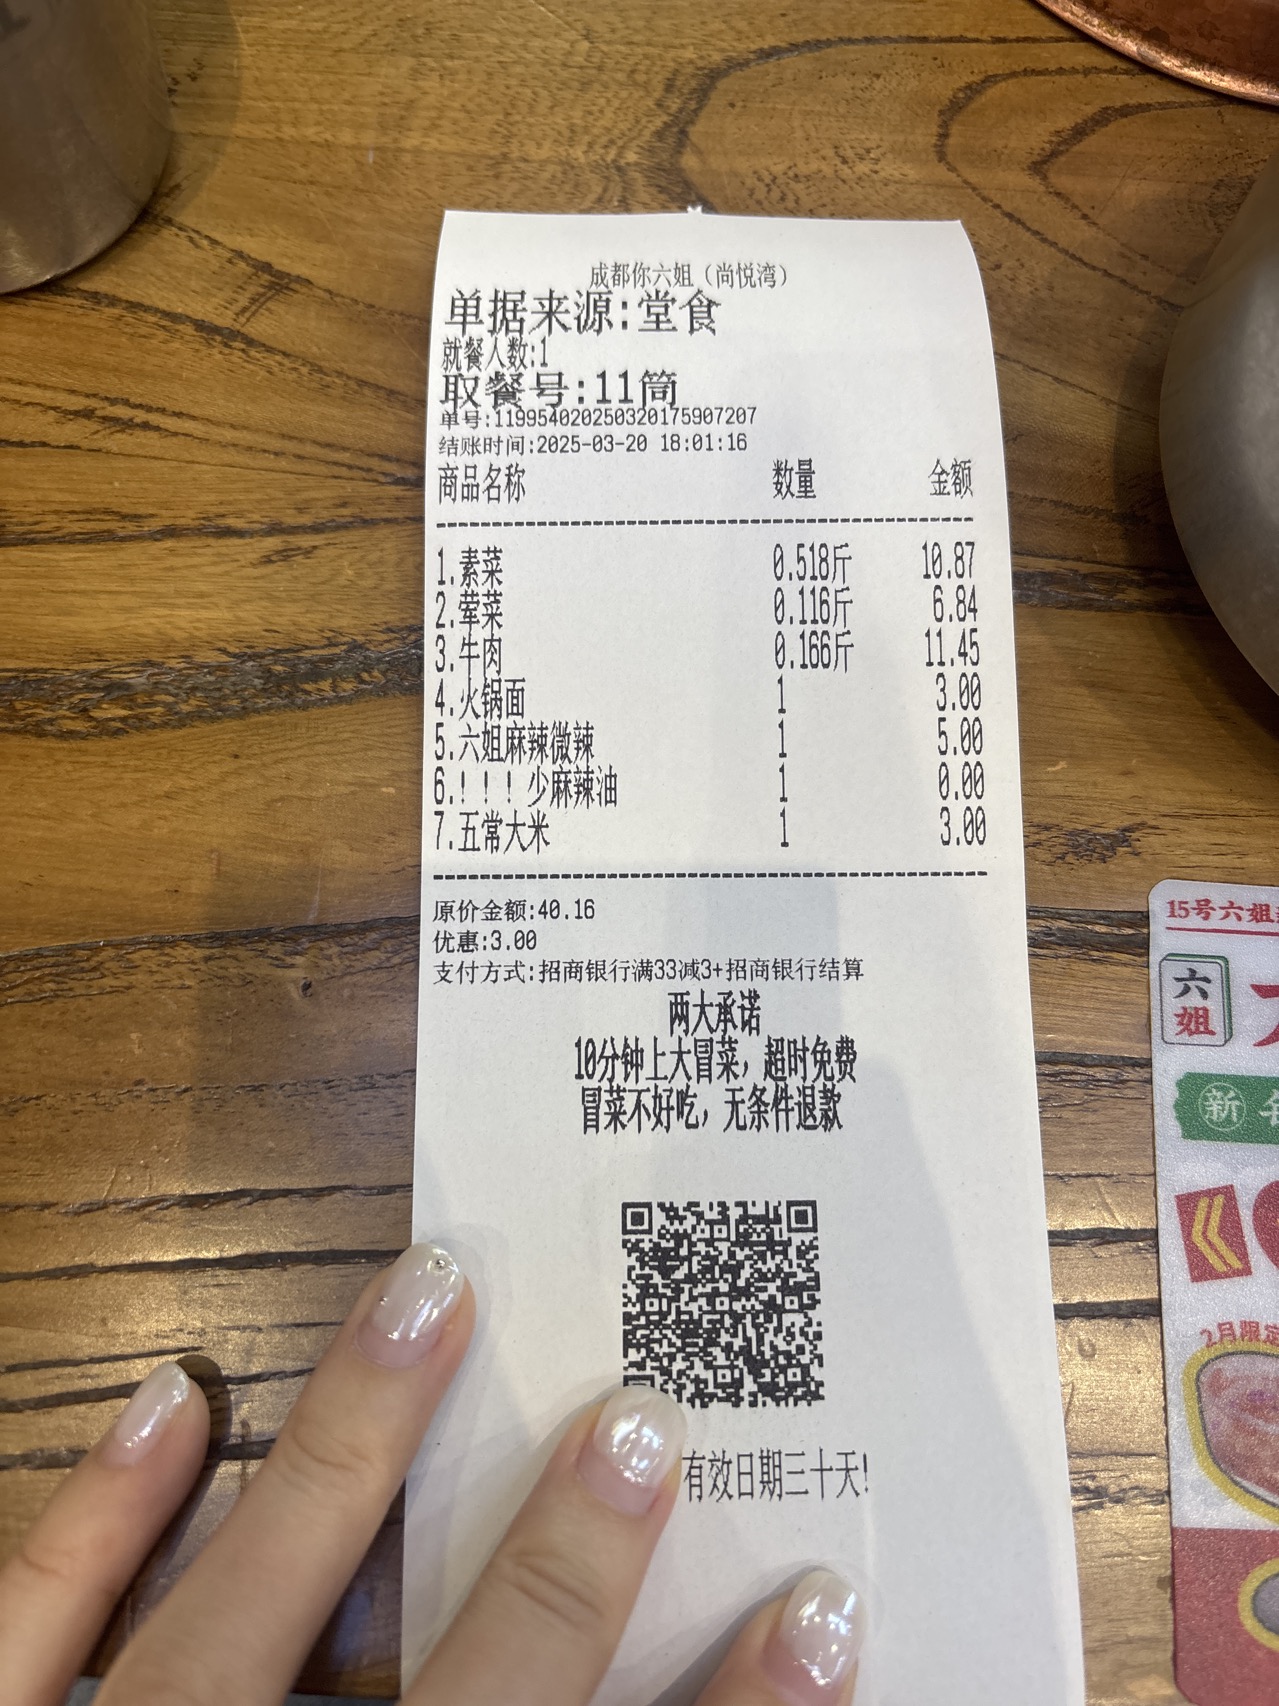 成都你六姐（尚悦湾）
单据来源:堂食
就餐人数:1
取餐号:11筒
单号:119954020250320175907207
结账时间:2025-03-20 18:01:16
商品名称 数量 金额
1.素菜 0.518斤 10.87
2.荤菜 0.116斤 6.84
3.牛肉 0.166斤 11.45
4.火锅面 1 3.00
5.六姐麻辣微辣 1 5.00
6.！！！少麻辣油 1 0.00
7.五常大米 1 3.00
原价金额:40.16
优惠:3.00
支付方式:招商银行满33减3+招商银行结算
两大承诺
10分钟上大冒菜，超时免费
冒菜不好吃，无条件退款
有效日期三十天!
15号六姐
六姐
新
2月限定